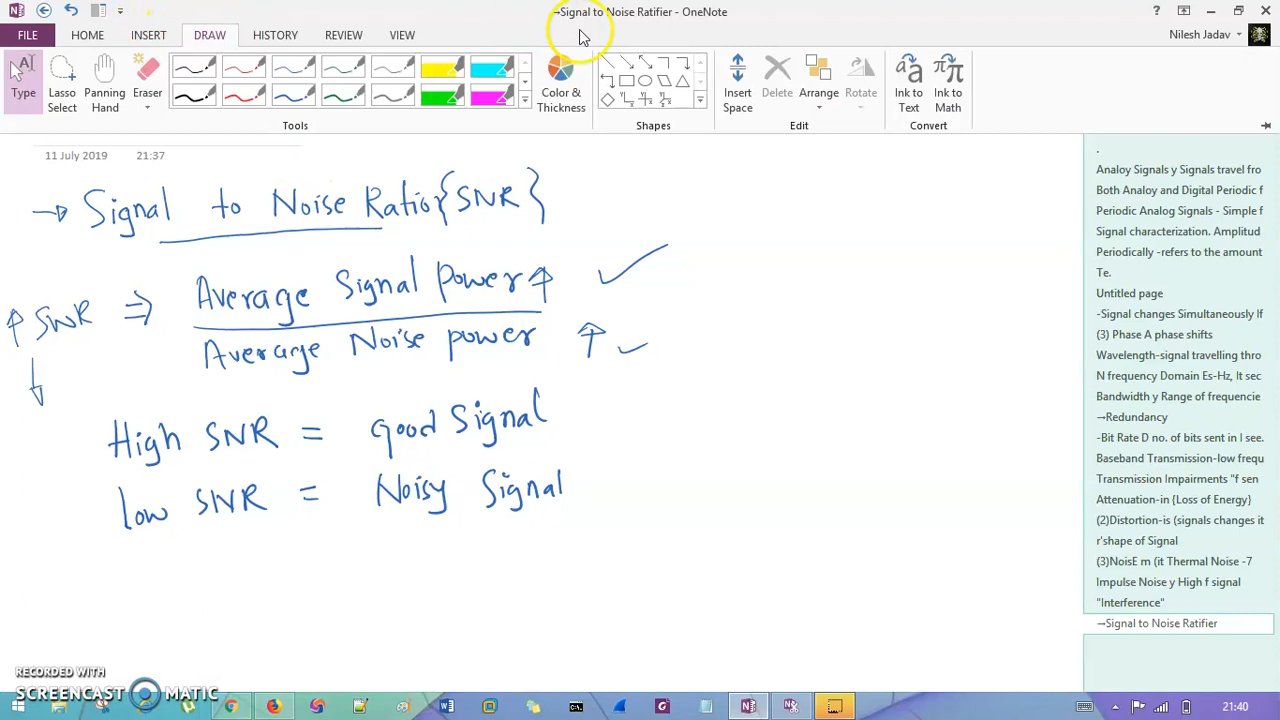 →Signal to Noise Ratifier - OneNote
?
FILE HOME INSERT DRAW HISTORY REVIEW VIEW Nilesh Jadav
Type
Lasso Select
Panning Hand
Eraser
Color & Thickness
Insert Space
Delete
Arrange
Rotate
Ink to Text
Ink to Math
Tools Shapes Edit Convert
11 July 2019 21:37
→ Signal to Noise Ratio {SNR}
↑ SNR ⇒ Average Signal power ↑ ✓
Average Noise power ↑ ✓
High SNR = Good Signal
low SNR = Noisy Signal
.
Analoy Signals y Signals travel fro
Both Analoy and Digital Periodic f
Periodic Analog Signals - Simple f
Signal characterization. Amplitud
Periodically -refers to the amount
Te.
Untitled page
-Signal changes Simultaneously If
(3) Phase A phase shifts
Wavelength-signal travelling thro
N frequency Domain Es-Hz, It sec
Bandwidth y Range of frequencie
→Redundancy
-Bit Rate D no. of bits sent in I see.
Baseband Transmission-low frequ
Transmission Impairments "f sen
Attenuation-in {Loss of Energy}
(2)Distortion-is (signals changes it
r'shape of Signal
(3)NoisE m (it Thermal Noise -7
Impulse Noise y High f signal
"Interference"
→Signal to Noise Ratifier
RECORDED WITH
SCREENCAST MATIC
21:40